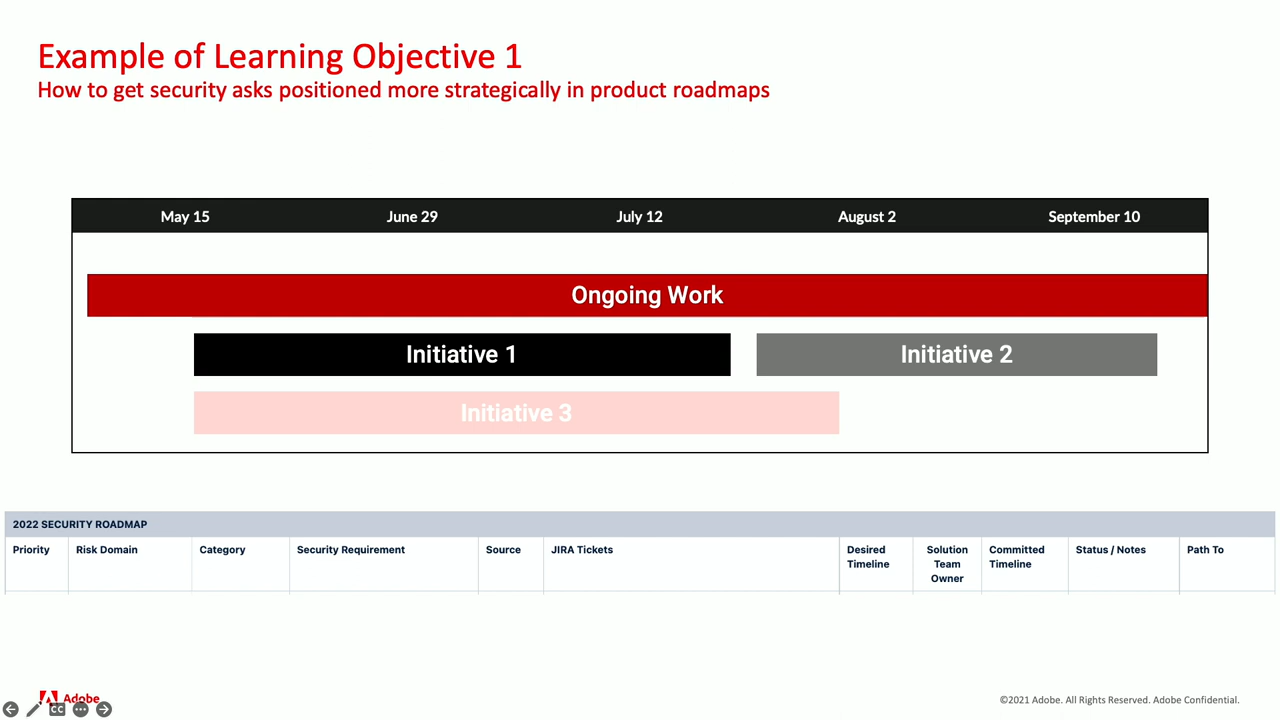 Example of Learning Objective 1
How to get security asks positioned more strategically in product roadmaps
May 15 June 29 July 12 August 2 September 10
Ongoing Work
Initiative 1 Initiative 2
Initiative 3
2022 SECURITY ROADMAP
Priority Risk Domain Category Security Requirement Source JIRA Tickets Desired Solution Committed Status / Notes Path To
Timeline Team Timeline
Owner
Adobe ©2021 Adobe. All Rights Reserved. Adobe Confidential.
CC